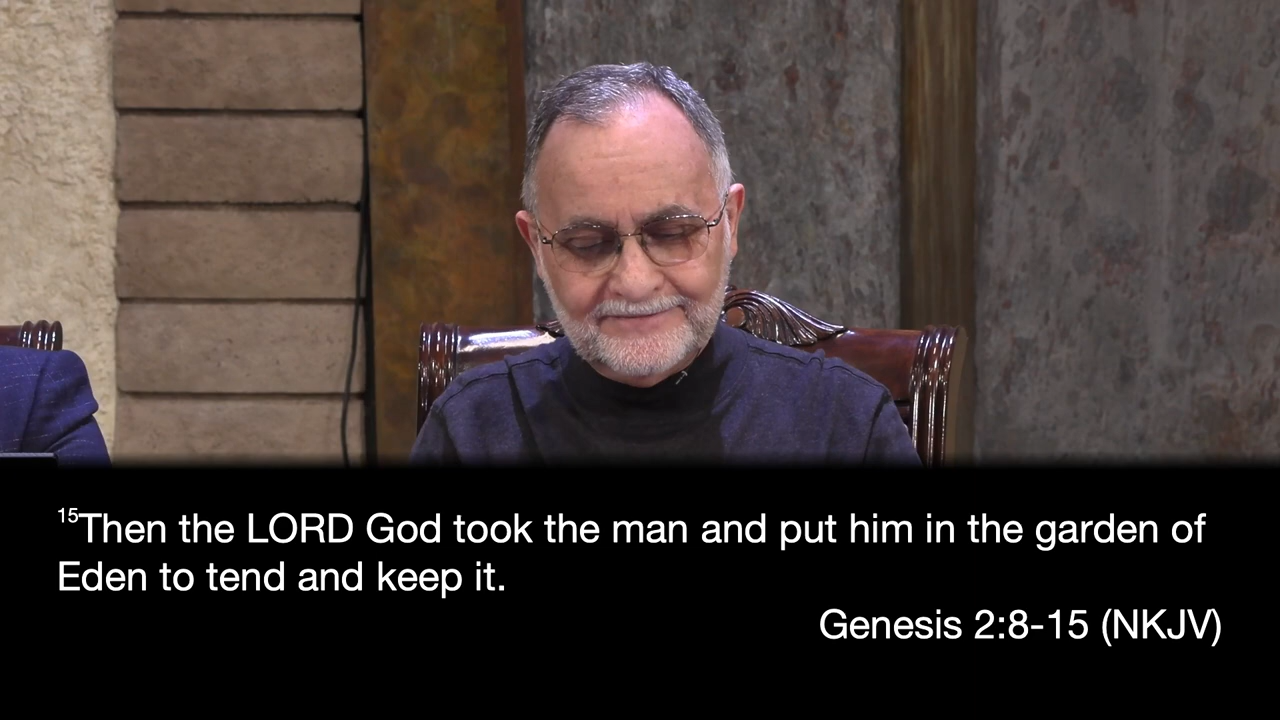 ¹⁵Then the LORD God took the man and put him in the garden of
Eden to tend and keep it.
Genesis 2:8-15 (NKJV)